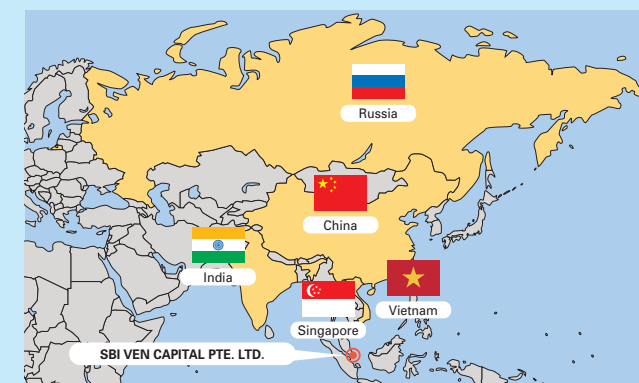 Russia
China
India
Vietnam
Singapore
SBI VEN CAPITAL PTE. LTD.